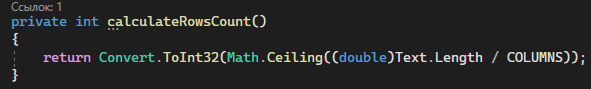 Ссылок: 1
private int calculateRowsCount()
{
return Convert.ToInt32(Math.Ceiling((double)Text.Length / COLUMNS));
}